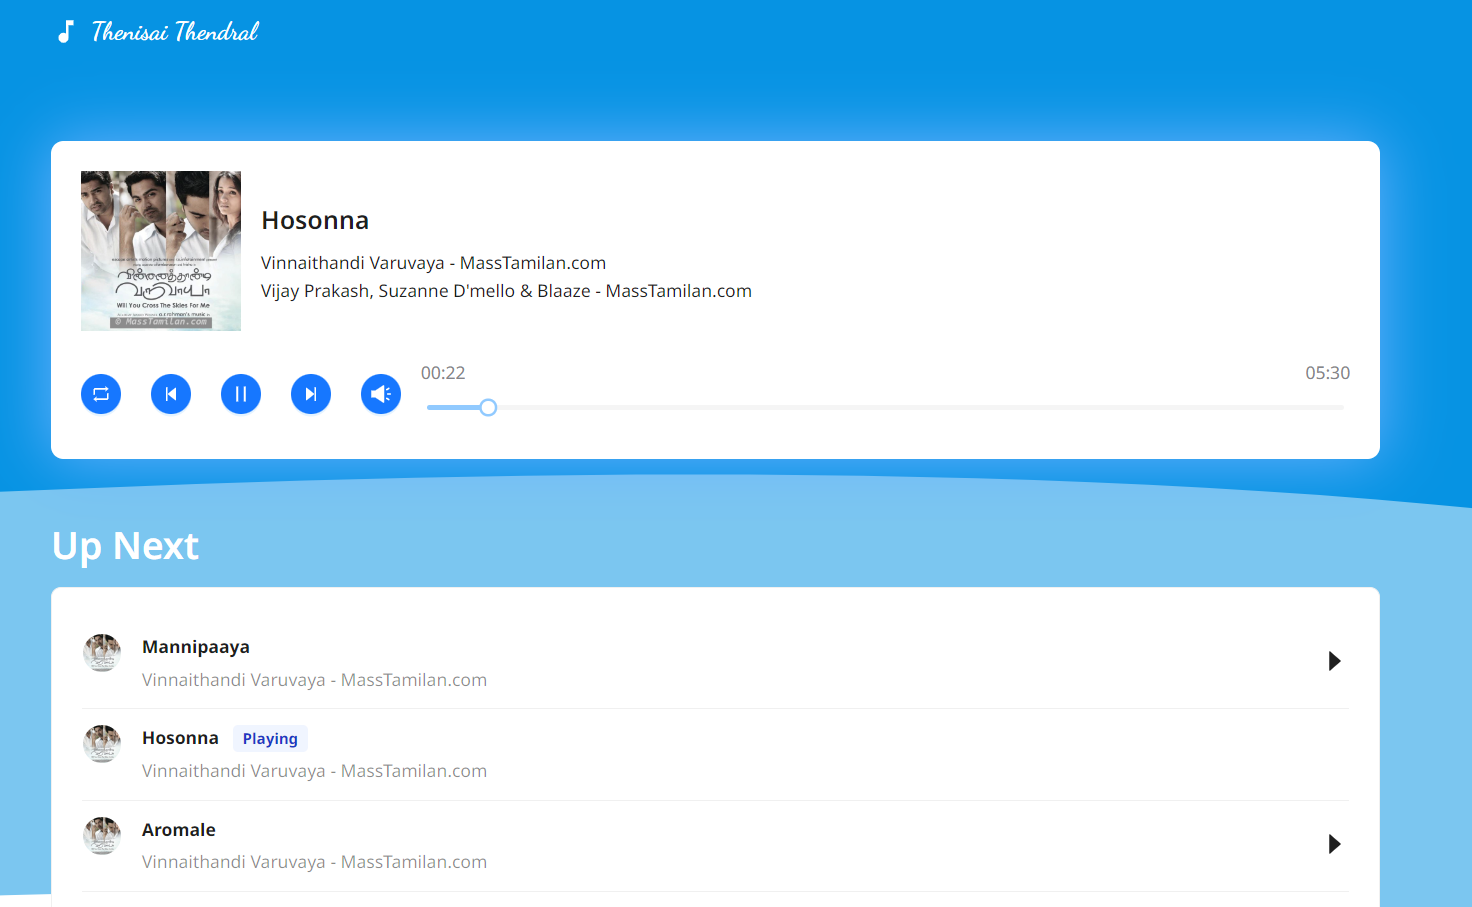 Thenisai Thendral
விண்ணைத்தாண்டி
வருவாயா
Will You Cross The Skies For Me
© MassTamilan.com
Hosonna
Vinnaithandi Varuvaya - MassTamilan.com
Vijay Prakash, Suzanne D'mello & Blaaze - MassTamilan.com
00:22
05:30
Up Next
Mannipaaya
Vinnaithandi Varuvaya - MassTamilan.com
Hosonna Playing
Vinnaithandi Varuvaya - MassTamilan.com
Aromale
Vinnaithandi Varuvaya - MassTamilan.com